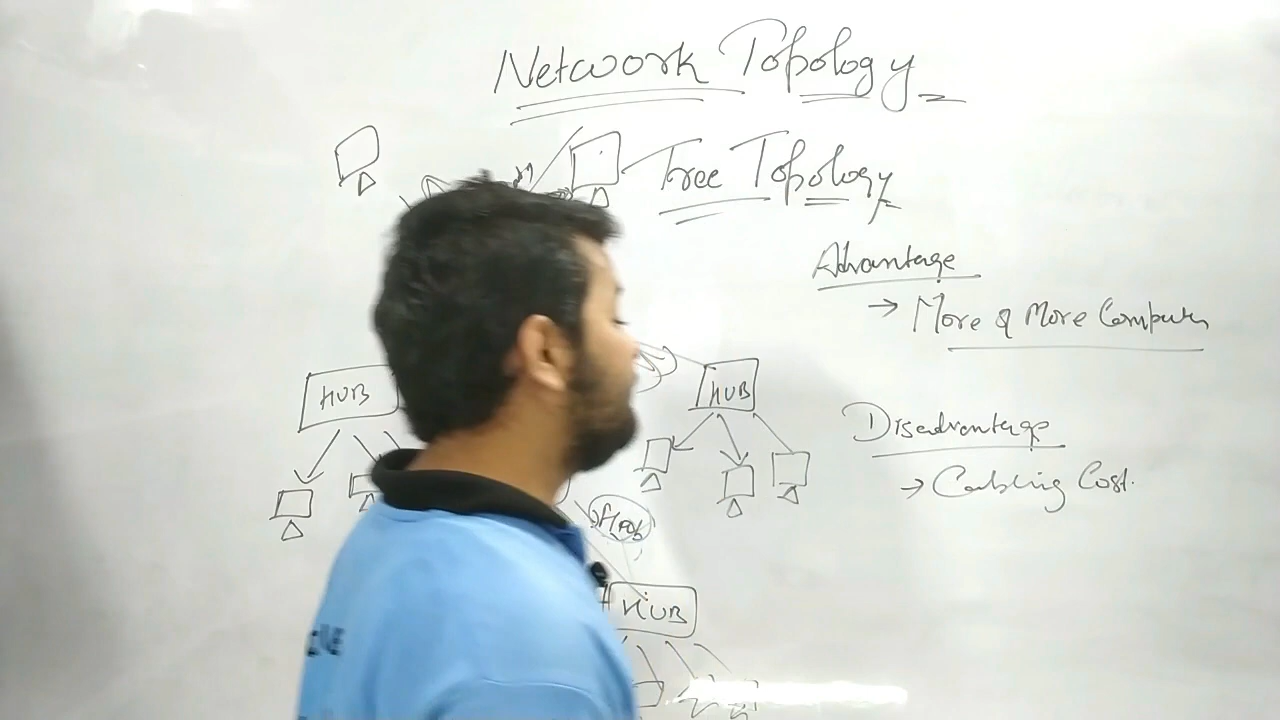 Network Topology
Tree Topology
Advantage
→ More & More Computers
HUB
HUB
Disadvantage
→ Cabling Cost.
HUB